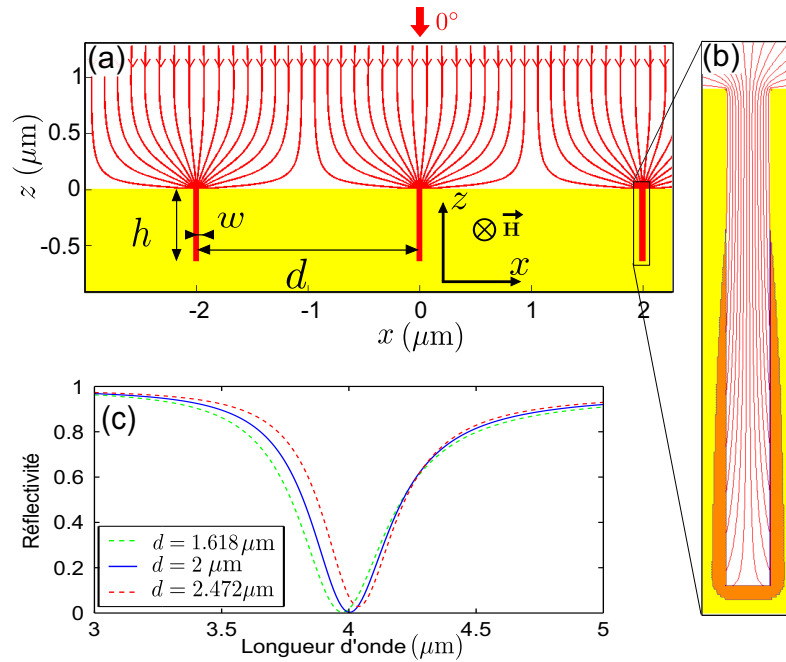 0°
(a)
(b)
1
0.5
0
-0.5
z (μm)
h
w
d
z
x
H
-2
-1
0
1
2
x (μm)
(c)
1
0.8
0.6
0.4
0.2
0
Réflectivité
d = 1.618 μm
d = 2 μm
d = 2.472μm
3
3.5
4
4.5
5
Longueur d'onde (μm)